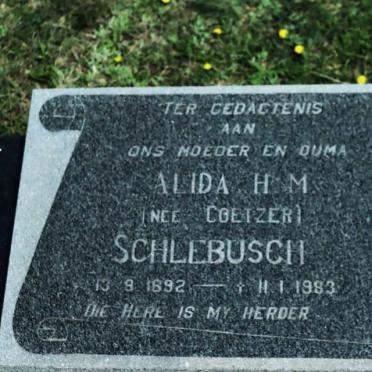 TER GEDAGTENIS
AAN
ONS MOEDER EN OUMA
ALIDA H M
(NEE COETZER)
SCHLEBUSCH
* 13.9.1892 — † 11.1.1983
DIE HERE IS MY HERDER